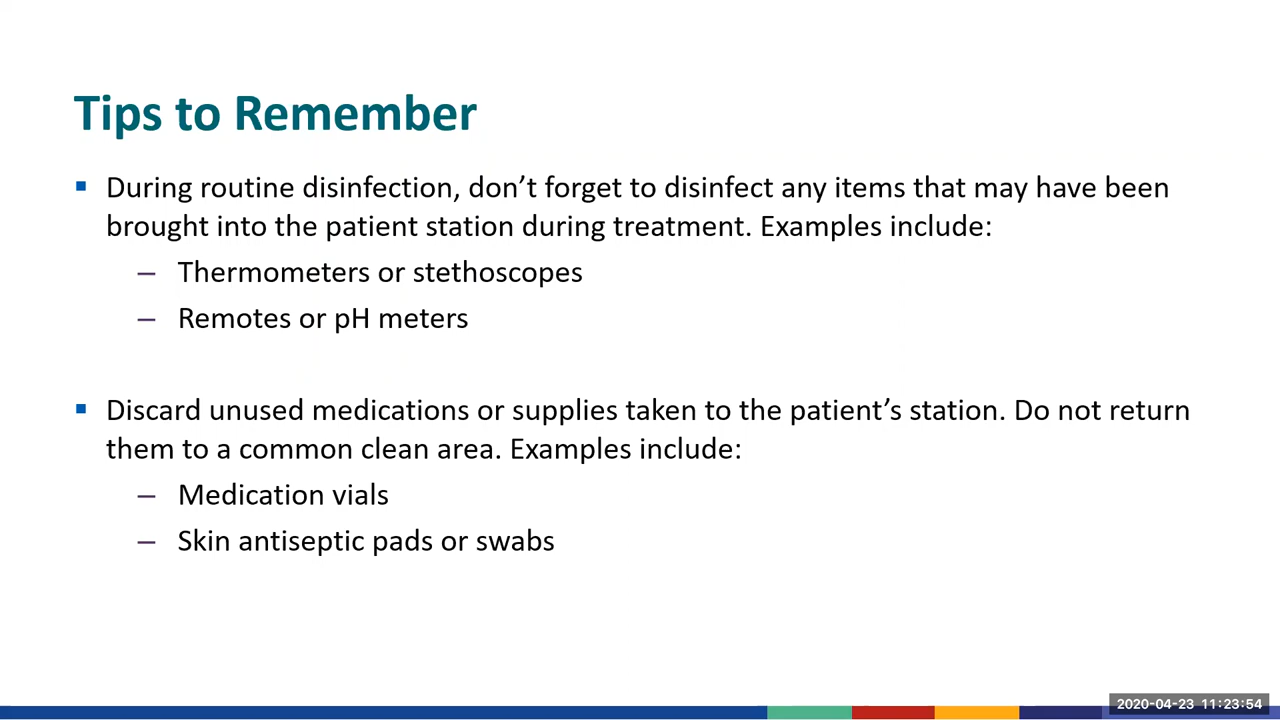 Tips to Remember
▪ During routine disinfection, don’t forget to disinfect any items that may have been
brought into the patient station during treatment. Examples include:
– Thermometers or stethoscopes
– Remotes or pH meters
▪ Discard unused medications or supplies taken to the patient’s station. Do not return
them to a common clean area. Examples include:
– Medication vials
– Skin antiseptic pads or swabs
2020-04-23 11:23:54